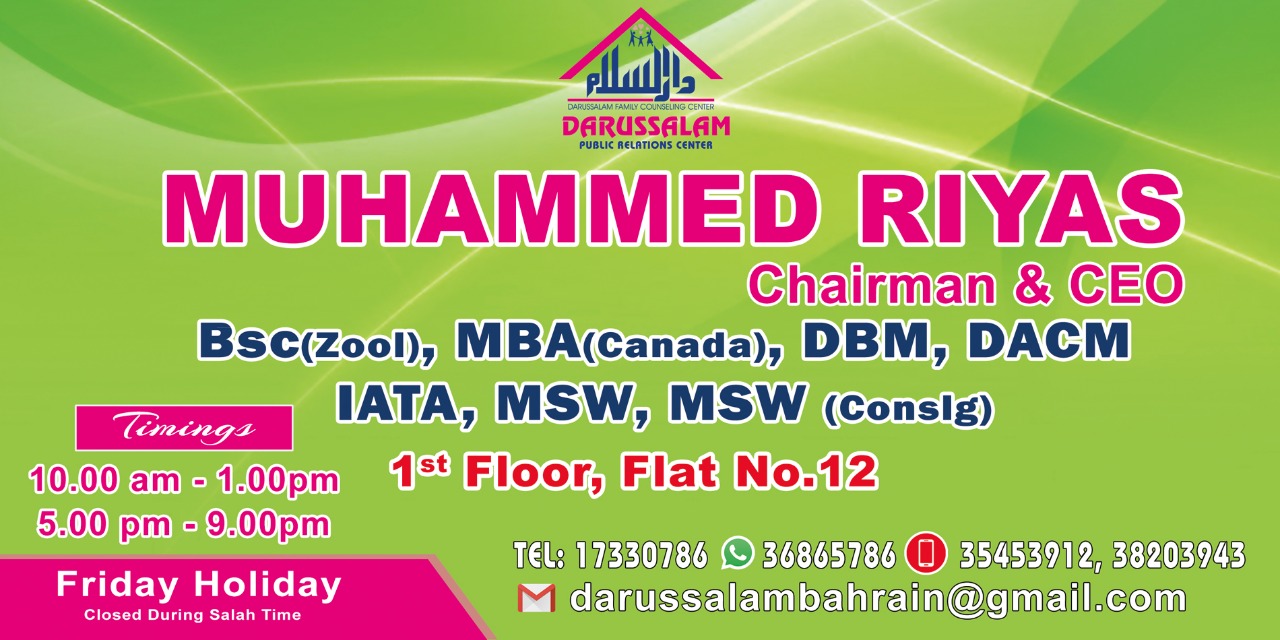 دار السلام
DARUSSALAM FAMILY COUNSELING CENTER
DARUSSALAM
PUBLIC RELATIONS CENTER
MUHAMMED RIYAS
Chairman & CEO
Bsc(Zool), MBA(Canada), DBM, DACM
IATA, MSW, MSW (Conslg)
1st Floor, Flat No.12
Timings
10.00 am - 1.00pm
5.00 pm - 9.00pm
Friday Holiday
Closed During Salah Time
TEL: 17330786 36865786 35453912, 38203943
darussalambahrain@gmail.com